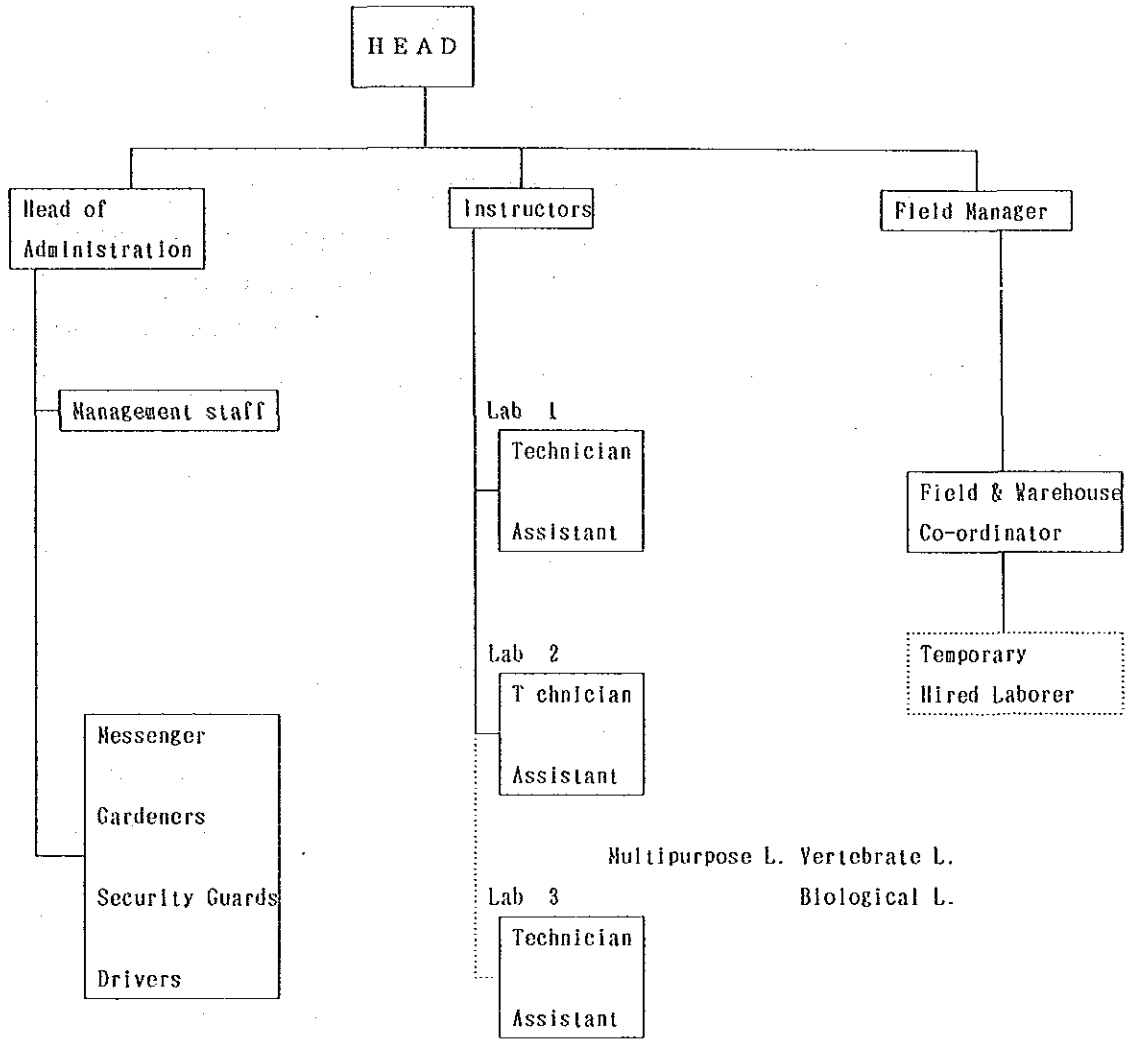 HEAD
Head of
Administration
Instructors
Field Manager
Management staff
Lab 1
Technician
Assistant
Field & Warehouse
Co-ordinator
Lab 2
T chnician
Assistant
Temporary
Hired Laborer
Messenger
Gardeners
Security Guards
Drivers
Multipurpose L. Vertebrate L.
Biological L.
Lab 3
Technician
Assistant